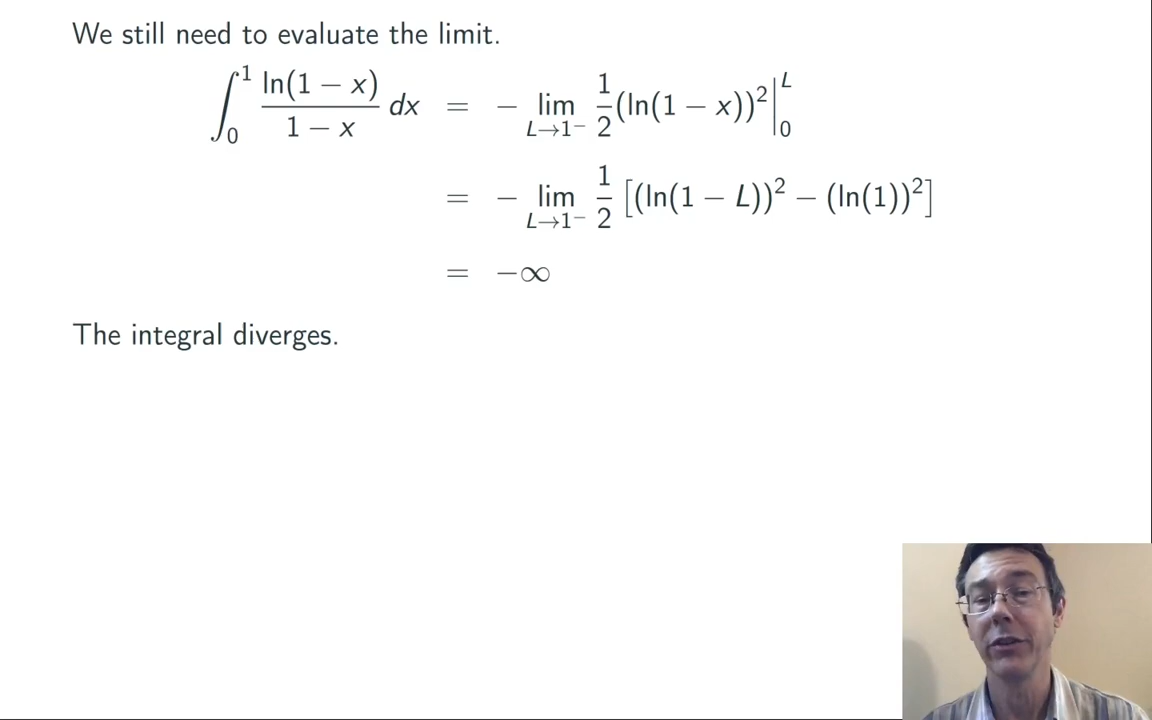 We still need to evaluate the limit.
∫₀¹ ln(1 − x) / (1 − x) dx = − lim_{L→1⁻} 1/2 (ln(1 − x))² |₀ᴸ
= − lim_{L→1⁻} 1/2 [(ln(1 − L))² − (ln(1))²]
= −∞
The integral diverges.